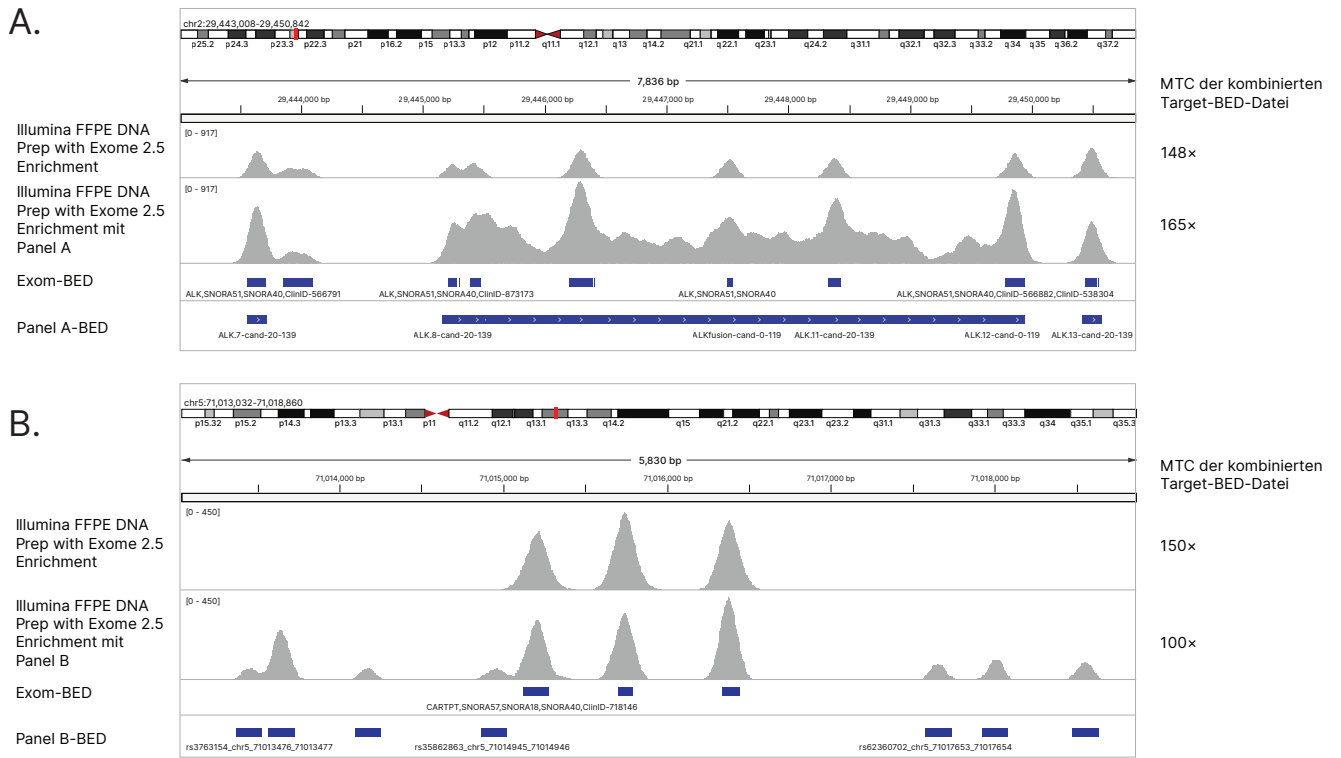 A.
chr2:29,443,008-29,450,842
p25.2 p24.3 p23.3 p22.3 p21 p16.2 p15 p13.3 p12 p11.2 q11.1 q12.1 q13 q14.2 q21.1 q22.1 q23.1 q24.2 q31.1 q32.1 q32.3 q33.2 q34 q35 q36.2 q37.2
7,836 bp
29,444,000 bp 29,445,000 bp 29,446,000 bp 29,447,000 bp 29,448,000 bp 29,449,000 bp 29,450,000 bp
MTC der kombinierten
Target-BED-Datei
Illumina FFPE DNA
Prep with Exome 2.5
Enrichment
[0 - 917]
148×
Illumina FFPE DNA
Prep with Exome 2.5
Enrichment mit
Panel A
[0 - 917]
165×
Exom-BED
ALK,SNORA51,SNORA40,ClinID-566791 ALK,SNORA51,SNORA40,ClinID-873173 ALK,SNORA51,SNORA40 ALK,SNORA51,SNORA40,ClinID-566882,ClinID-538304
Panel A-BED
ALK.7-cand-20-139 ALK.8-cand-20-139 ALKfusion-cand-0-119 ALK.11-cand-20-139 ALK.12-cand-0-119 ALK.13-cand-20-139
B.
chr5:71,013,032-71,018,860
p15.32 p15.2 p14.3 p13.3 p13.1 p11 q11.2 q12.1 q13.1 q13.3 q14.2 q15 q21.2 q22.1 q23.1 q23.2 q31.1 q31.3 q33.1 q33.3 q34 q35.1 q35.3
5,830 bp
71,014,000 bp 71,015,000 bp 71,016,000 bp 71,017,000 bp 71,018,000 bp
MTC der kombinierten
Target-BED-Datei
Illumina FFPE DNA
Prep with Exome 2.5
Enrichment
[0 - 450]
150×
Illumina FFPE DNA
Prep with Exome 2.5
Enrichment mit
Panel B
[0 - 450]
100×
Exom-BED
CARTPT,SNORA57,SNORA18,SNORA40,ClinID-718146
Panel B-BED
rs3763154_chr5_71013476_71013477 rs35862863_chr5_71014945_71014946 rs62360702_chr5_71017653_71017654